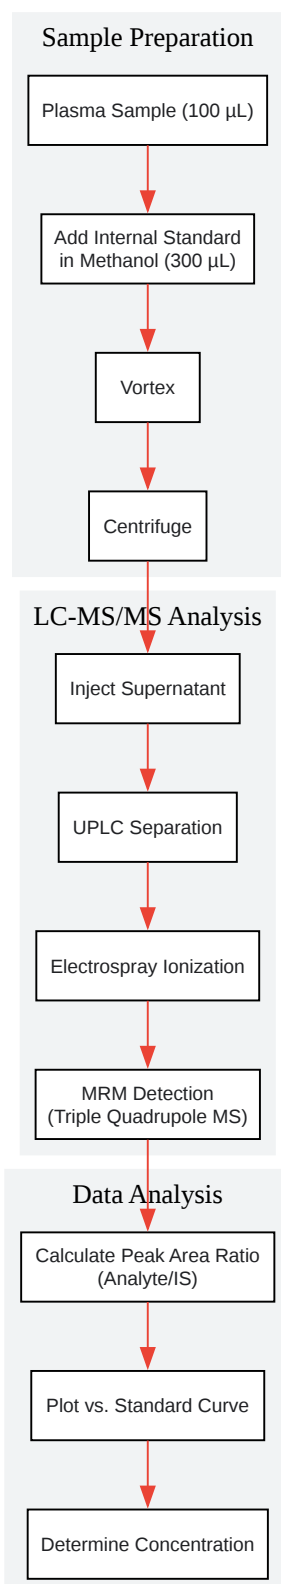 Sample Preparation
Plasma Sample (100 µL)
Add Internal Standard
in Methanol (300 µL)
Vortex
Centrifuge
LC-MS/MS Analysis
Inject Supernatant
UPLC Separation
Electrospray Ionization
MRM Detection
(Triple Quadrupole MS)
Data Analysis
Calculate Peak Area Ratio
(Analyte/IS)
Plot vs. Standard Curve
Determine Concentration